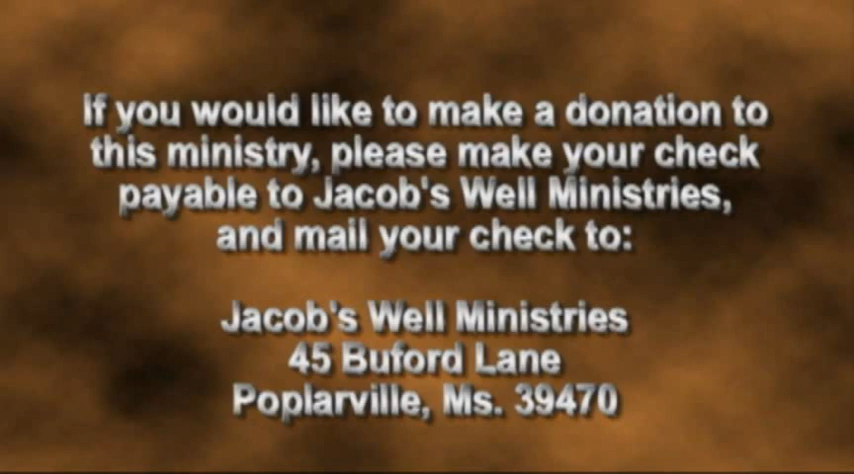 If you would like to make a donation to
this ministry, please make your check
payable to Jacob's Well Ministries,
and mail your check to:
Jacob's Well Ministries
45 Buford Lane
Poplarville, Ms. 39470